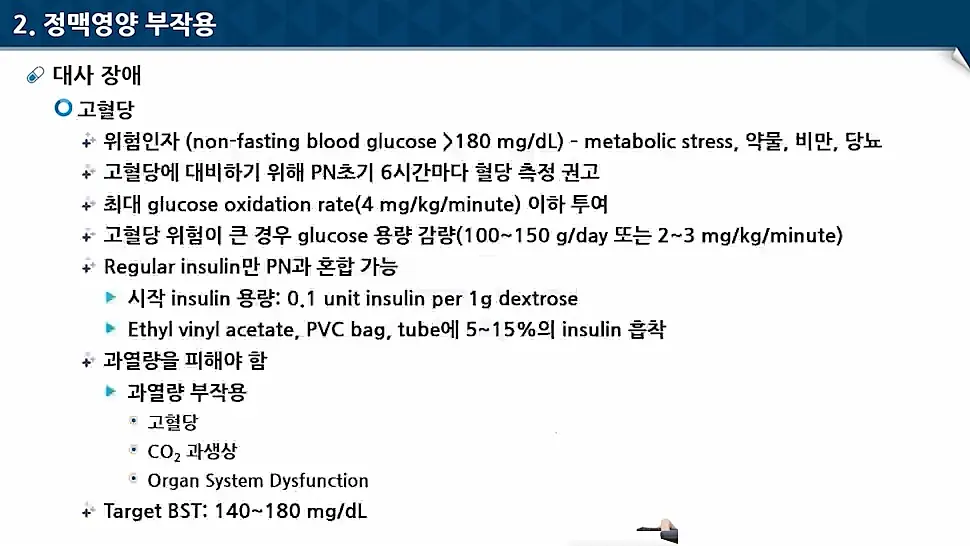 2. 정맥영양 부작용
대사 장애
고혈당
위험인자 (non-fasting blood glucose >180 mg/dL) - metabolic stress, 약물, 비만, 당뇨
고혈당에 대비하기 위해 PN초기 6시간마다 혈당 측정 권고
최대 glucose oxidation rate(4 mg/kg/minute) 이하 투여
고혈당 위험이 큰 경우 glucose 용량 감량(100~150 g/day 또는 2~3 mg/kg/minute)
Regular insulin만 PN과 혼합 가능
시작 insulin 용량: 0.1 unit insulin per 1g dextrose
Ethyl vinyl acetate, PVC bag, tube에 5~15%의 insulin 흡착
과열량을 피해야 함
과열량 부작용
고혈당
CO₂ 과생상
Organ System Dysfunction
Target BST: 140~180 mg/dL